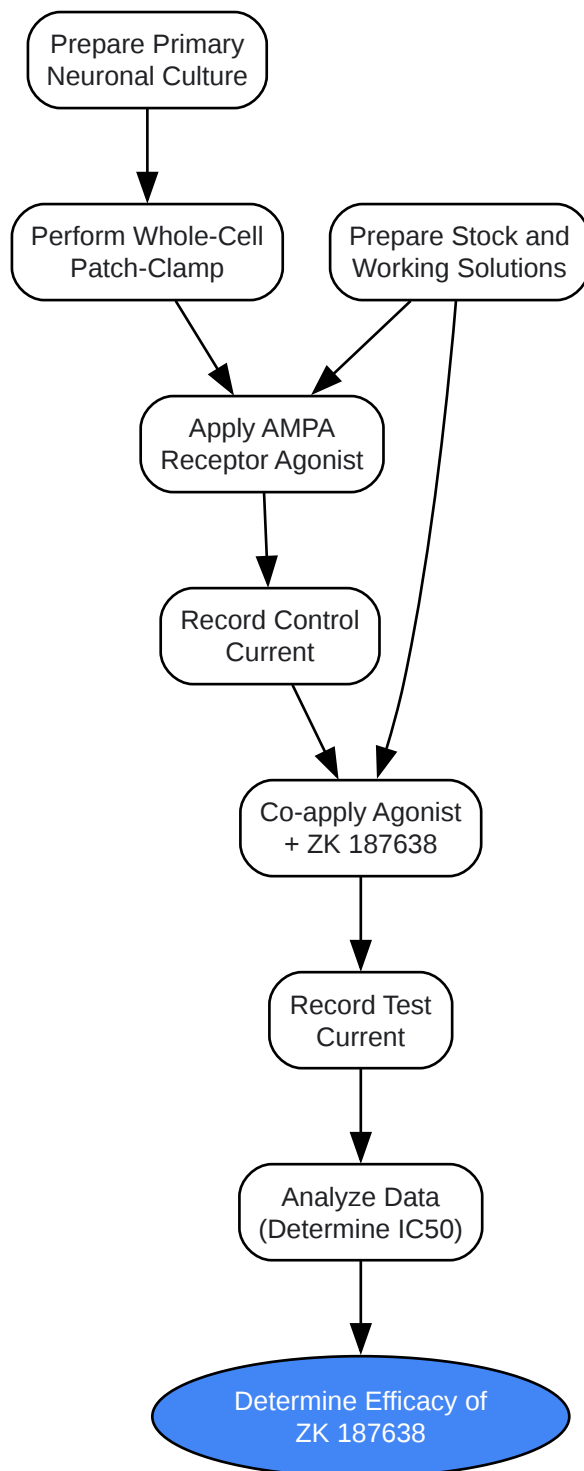 Prepare Primary
Neuronal Culture
Perform Whole-Cell
Patch-Clamp
Prepare Stock and
Working Solutions
Apply AMPA
Receptor Agonist
Record Control
Current
Co-apply Agonist
+ ZK 187638
Record Test
Current
Analyze Data
(Determine IC50)
Determine Efficacy of
ZK 187638